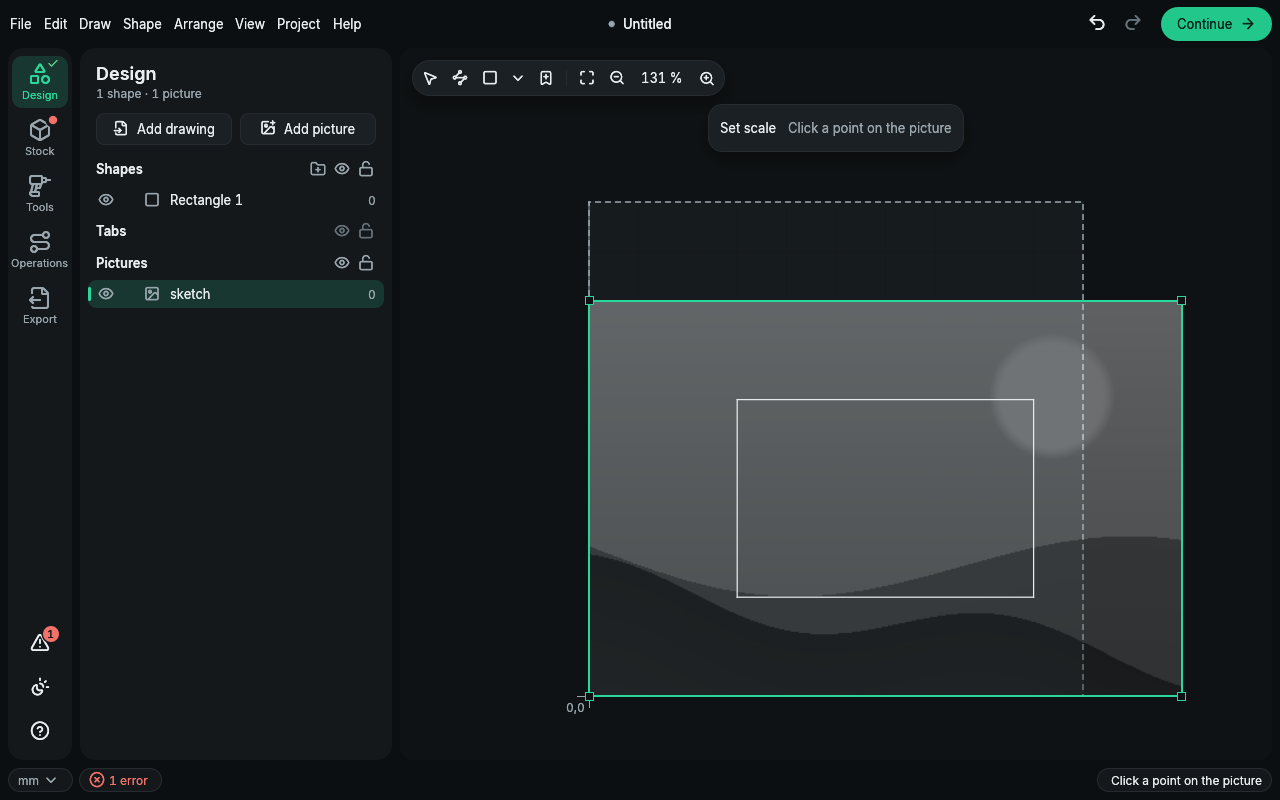 File Edit Draw Shape Arrange View Project Help
Untitled
Continue
Design
Stock
Tools
Operations
Export
1
Design
1 shape · 1 picture
Add drawing
Add picture
Shapes
Rectangle 1 0
Tabs
Pictures
sketch 0
131 %
Set scale Click a point on the picture
0,0
mm
1 error
Click a point on the picture